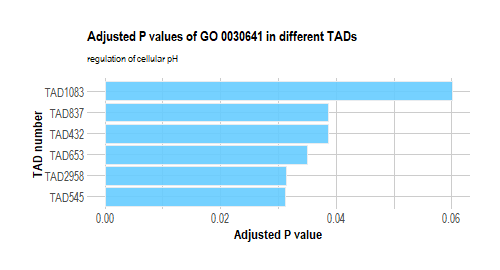 Adjusted P values of GO 0030641 in different TADs
regulation of cellular pH
TAD number
TAD1083
TAD837
TAD432
TAD653
TAD2958
TAD545
0.00 0.02 0.04 0.06
Adjusted P value